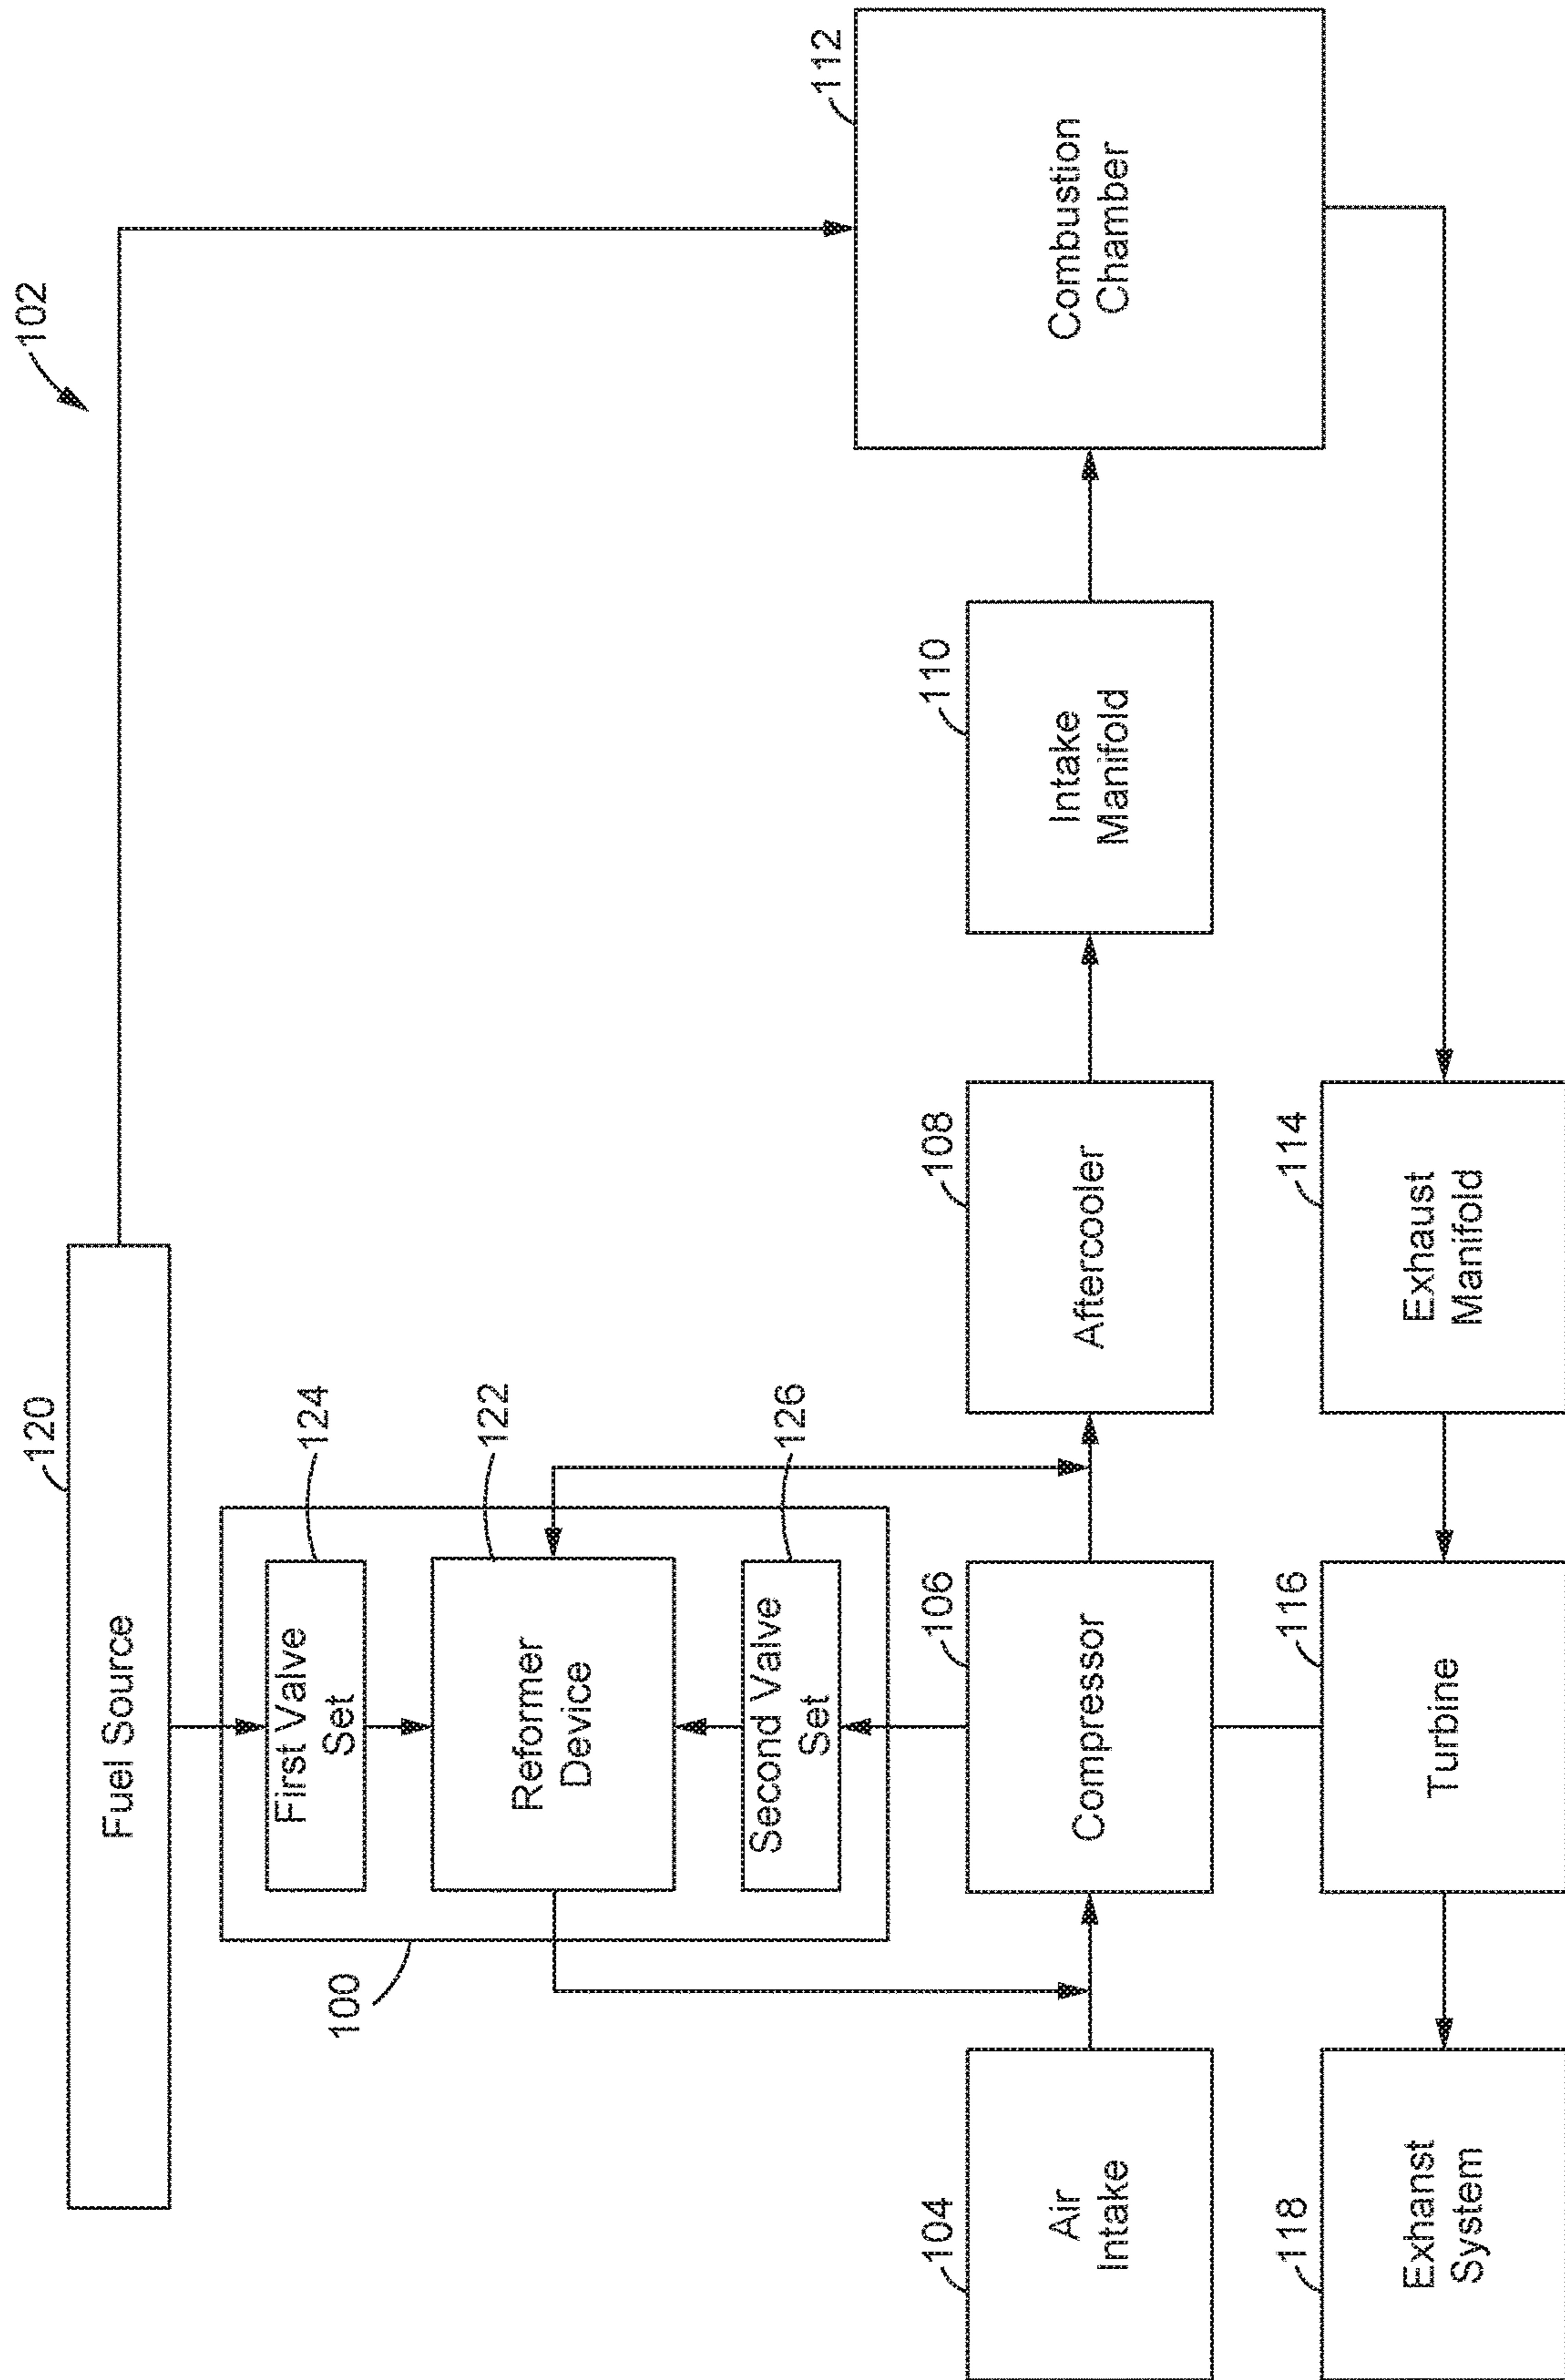 102
120
Fuel Source
124
First Valve
Set
122
Reformer
Device
126
Second Valve
Set
100
112
Combustion
Chamber
104
Air
Intake
106
Compressor
108
Aftercooler
110
Intake
Manifold
118
Exhanst
System
116
Turbine
114
Exhaust
Manifold